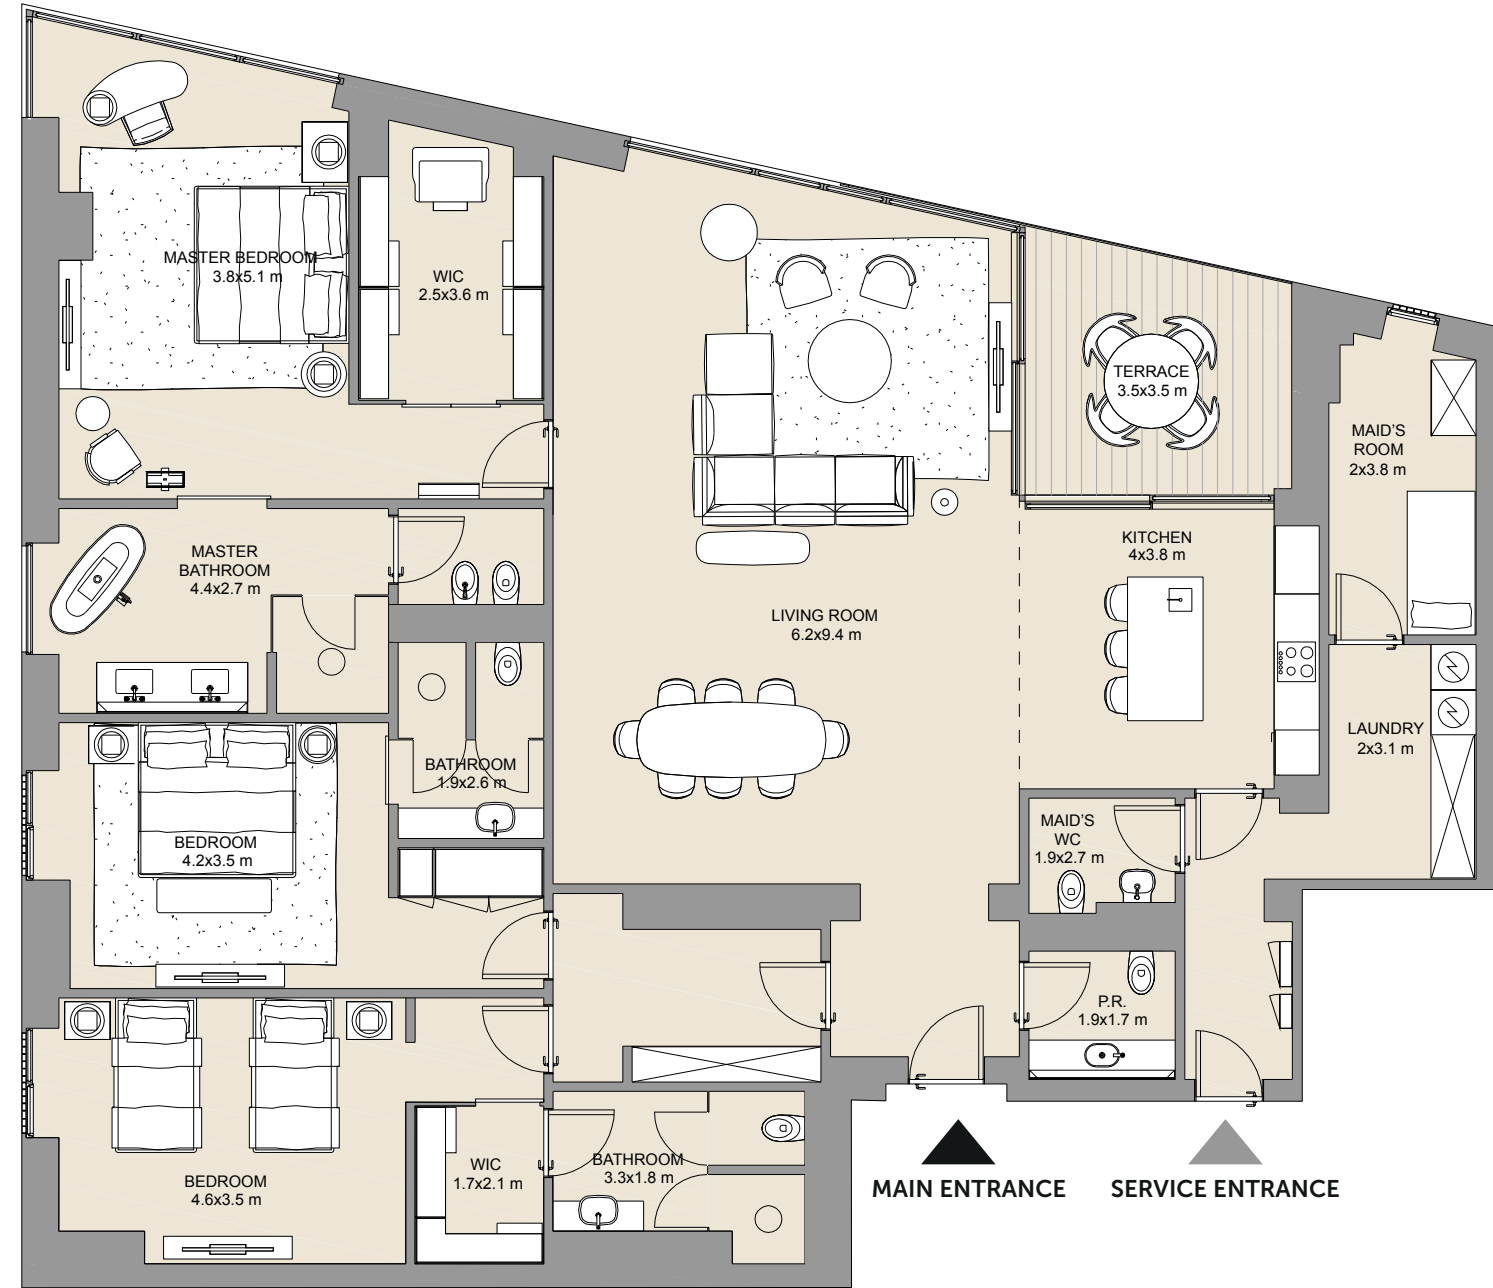 MASTER BEDROOM
3.8x5.1 m
WIC
2.5x3.6 m
TERRACE
3.5x3.5 m
MAID'S
ROOM
2x3.8 m
MASTER
BATHROOM
4.4x2.7 m
KITCHEN
4x3.8 m
LIVING ROOM
6.2x9.4 m
LAUNDRY
2x3.1 m
BATHROOM
1.9x2.6 m
BEDROOM
4.2x3.5 m
MAID'S
WC
1.9x2.7 m
P.R.
1.9x1.7 m
BEDROOM
4.6x3.5 m
WIC
1.7x2.1 m
BATHROOM
3.3x1.8 m
MAIN ENTRANCE
SERVICE ENTRANCE